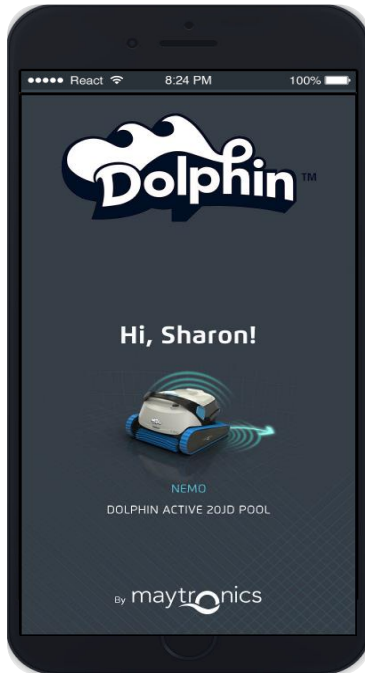 React 8:24 PM 100%
Dolphin™
Hi, Sharon!
NEMO
DOLPHIN ACTIVE 20JD POOL
By maytronics